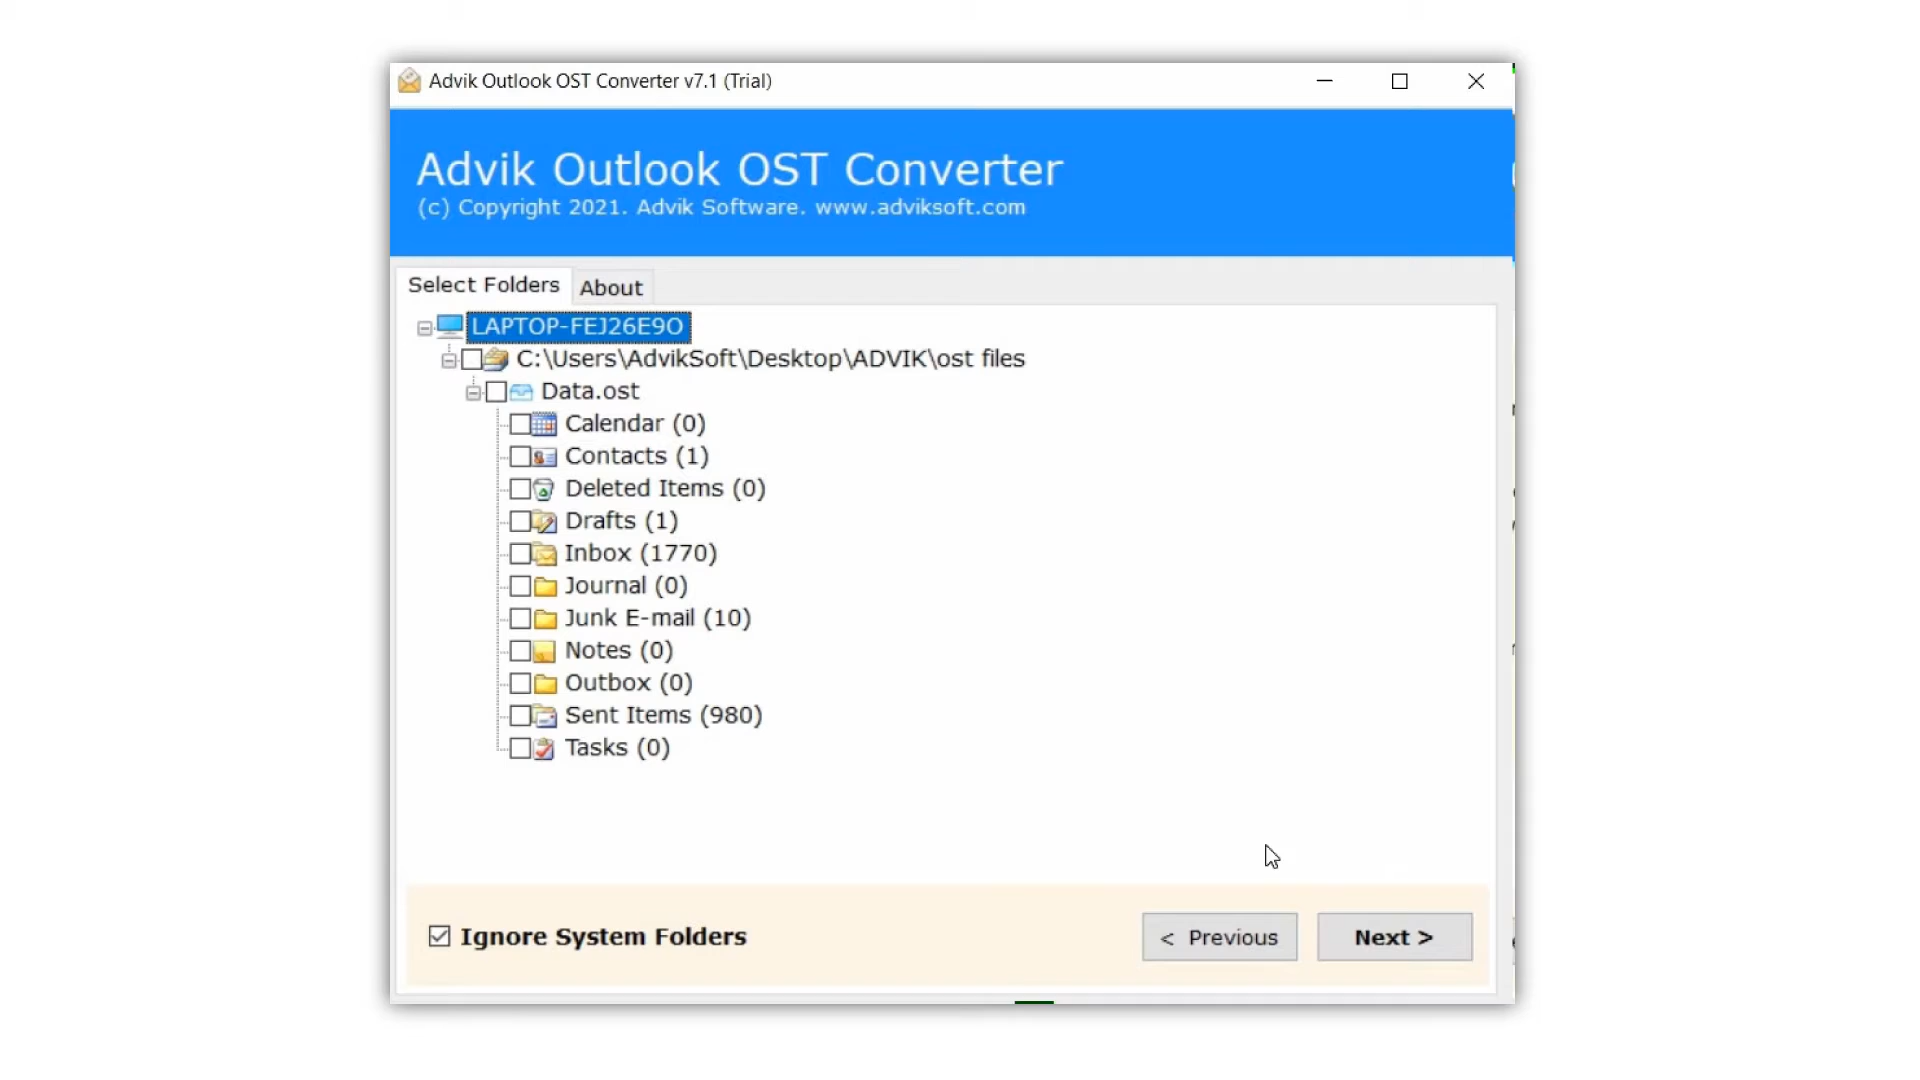 Advik Outlook OST Converter v7.1 (Trial)
Advik Outlook OST Converter
(c) Copyright 2021. Advik Software. www.adviksoft.com
Select Folders
About
LAPTOP-FEJ26E9O
C:\Users\AdvikSoft\Desktop\ADVIK\ost files
Data.ost
Calendar (0)
Contacts (1)
Deleted Items (0)
Drafts (1)
Inbox (1770)
Journal (0)
Junk E-mail (10)
Notes (0)
Outbox (0)
Sent Items (980)
Tasks (0)
Ignore System Folders
< Previous
Next >